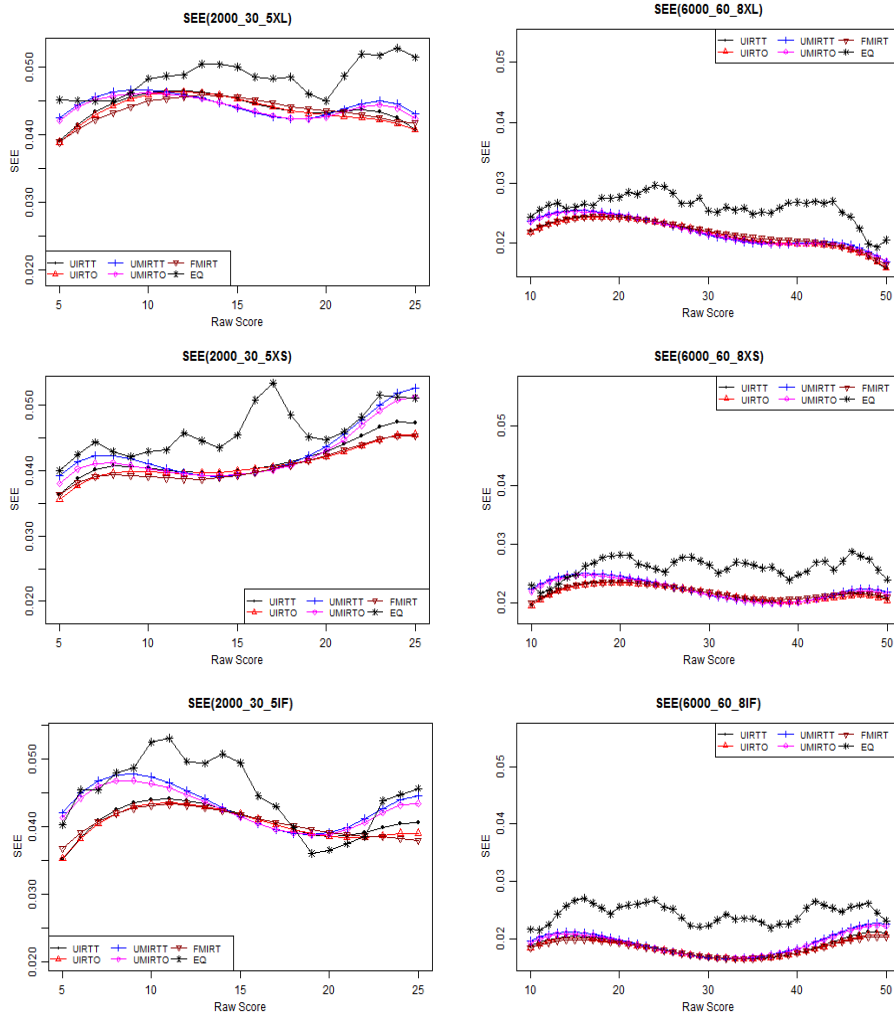 SEE(2000_30_5XL)
SEE
0.050
0.040
0.030
0.020
UIRTT
UMIRTT
FMIRT
UIRTO
UMIRTO
EQ
5
10
15
20
25
Raw Score
SEE(6000_60_8XL)
SEE
0.05
0.04
0.03
0.02
UIRTT
UMIRTT
FMIRT
UIRTO
UMIRTO
EQ
10
20
30
40
50
Raw Score
SEE(2000_30_5XS)
SEE
0.050
0.040
0.030
0.020
UIRTT
UMIRTT
FMIRT
UIRTO
UMIRTO
EQ
5
10
15
20
25
Raw Score
SEE(6000_60_8XS)
SEE
0.05
0.04
0.03
0.02
UIRTT
UMIRTT
FMIRT
UIRTO
UMIRTO
EQ
10
20
30
40
50
Raw Score
SEE(2000_30_5IF)
SEE
0.050
0.040
0.030
0.020
UIRTT
UMIRTT
FMIRT
UIRTO
UMIRTO
EQ
5
10
15
20
25
Raw Score
SEE(6000_60_8IF)
SEE
0.05
0.04
0.03
0.02
UIRTT
UMIRTT
FMIRT
UIRTO
UMIRTO
EQ
10
20
30
40
50
Raw Score